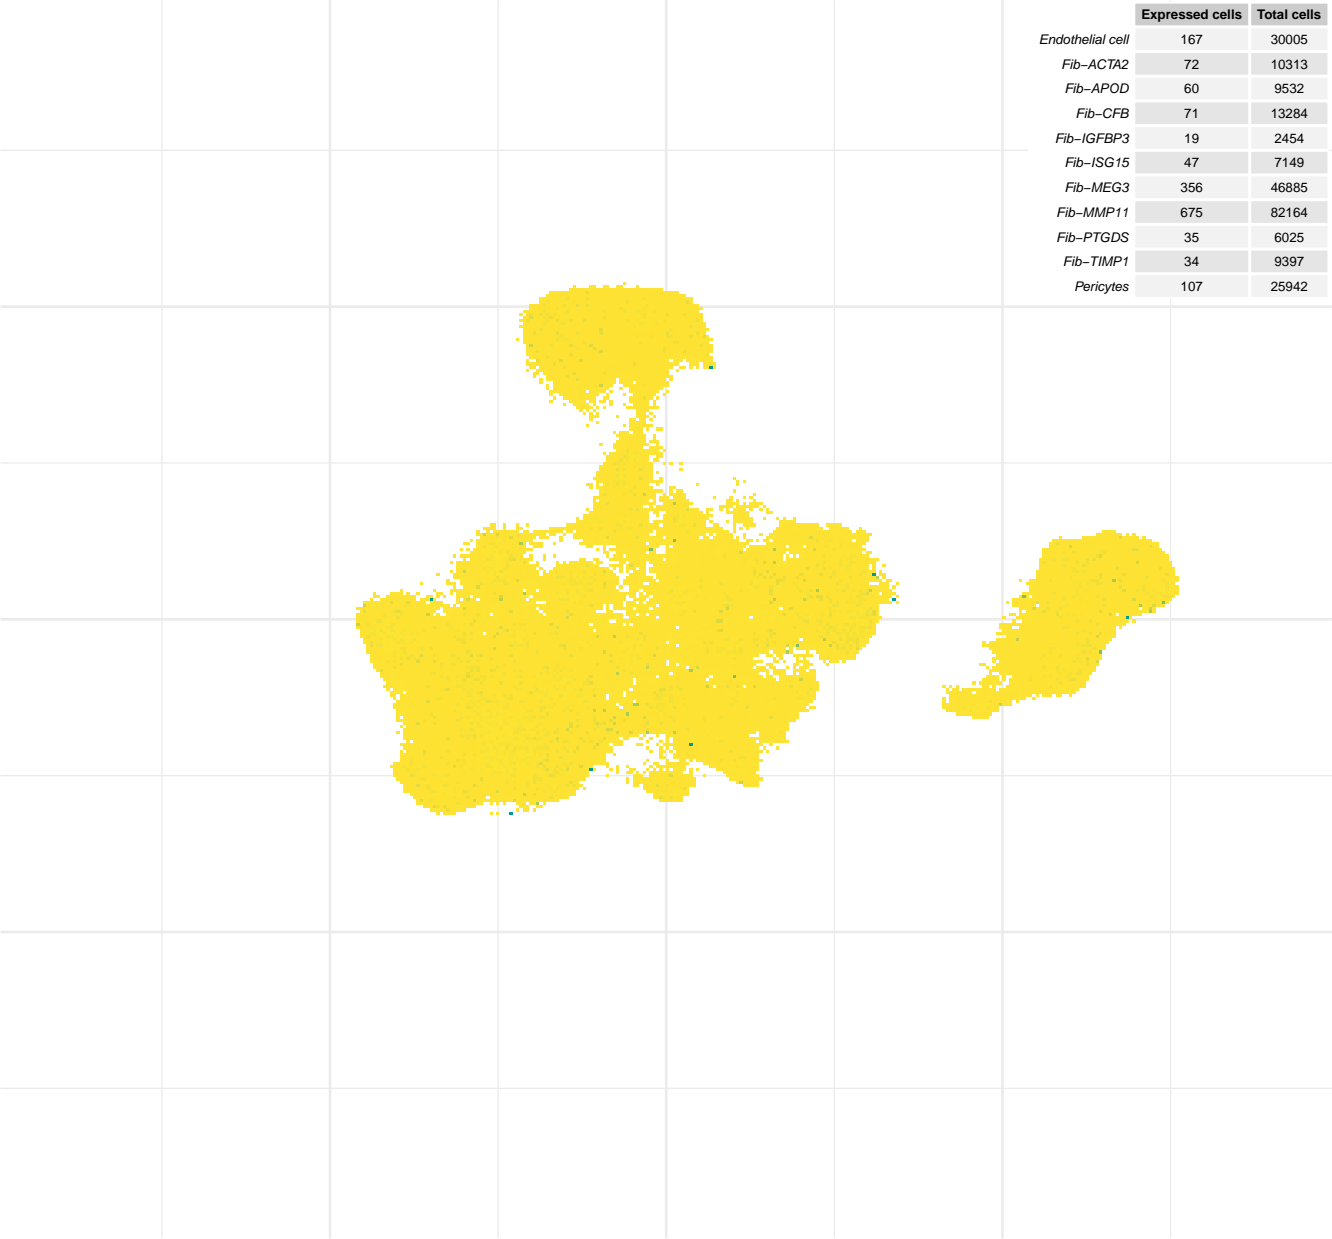 Expressed cells Total cells
Endothelial cell 167 30005
Fib−ACTA2 72 10313
Fib−APOD 60 9532
Fib−CFB 71 13284
Fib−IGFBP3 19 2454
Fib−ISG15 47 7149
Fib−MEG3 356 46885
Fib−MMP11 675 82164
Fib−PTGDS 35 6025
Fib−TIMP1 34 9397
Pericytes 107 25942